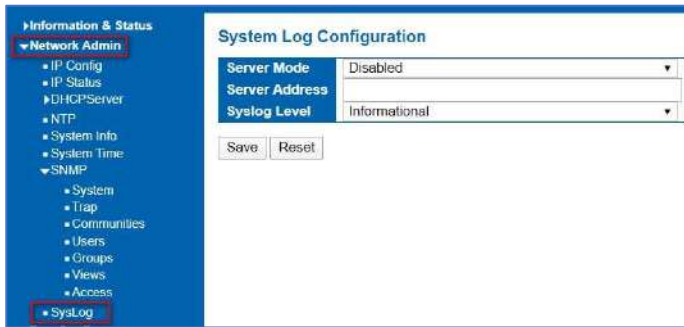 Information & Status
Network Admin
IP Config
IP Status
DHCPServer
NTP
System Info
System Time
SNMP
System
Trap
Communities
Users
Groups
Views
Access
SysLog
System Log Configuration
Server Mode Disabled
Server Address
Syslog Level Informational
Save Reset